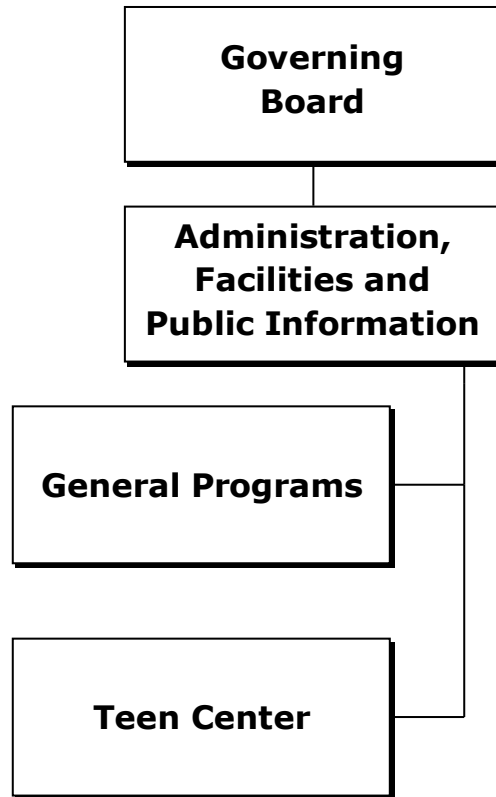 Governing
Board
Administration,
Facilities and
Public Information
General Programs
Teen Center